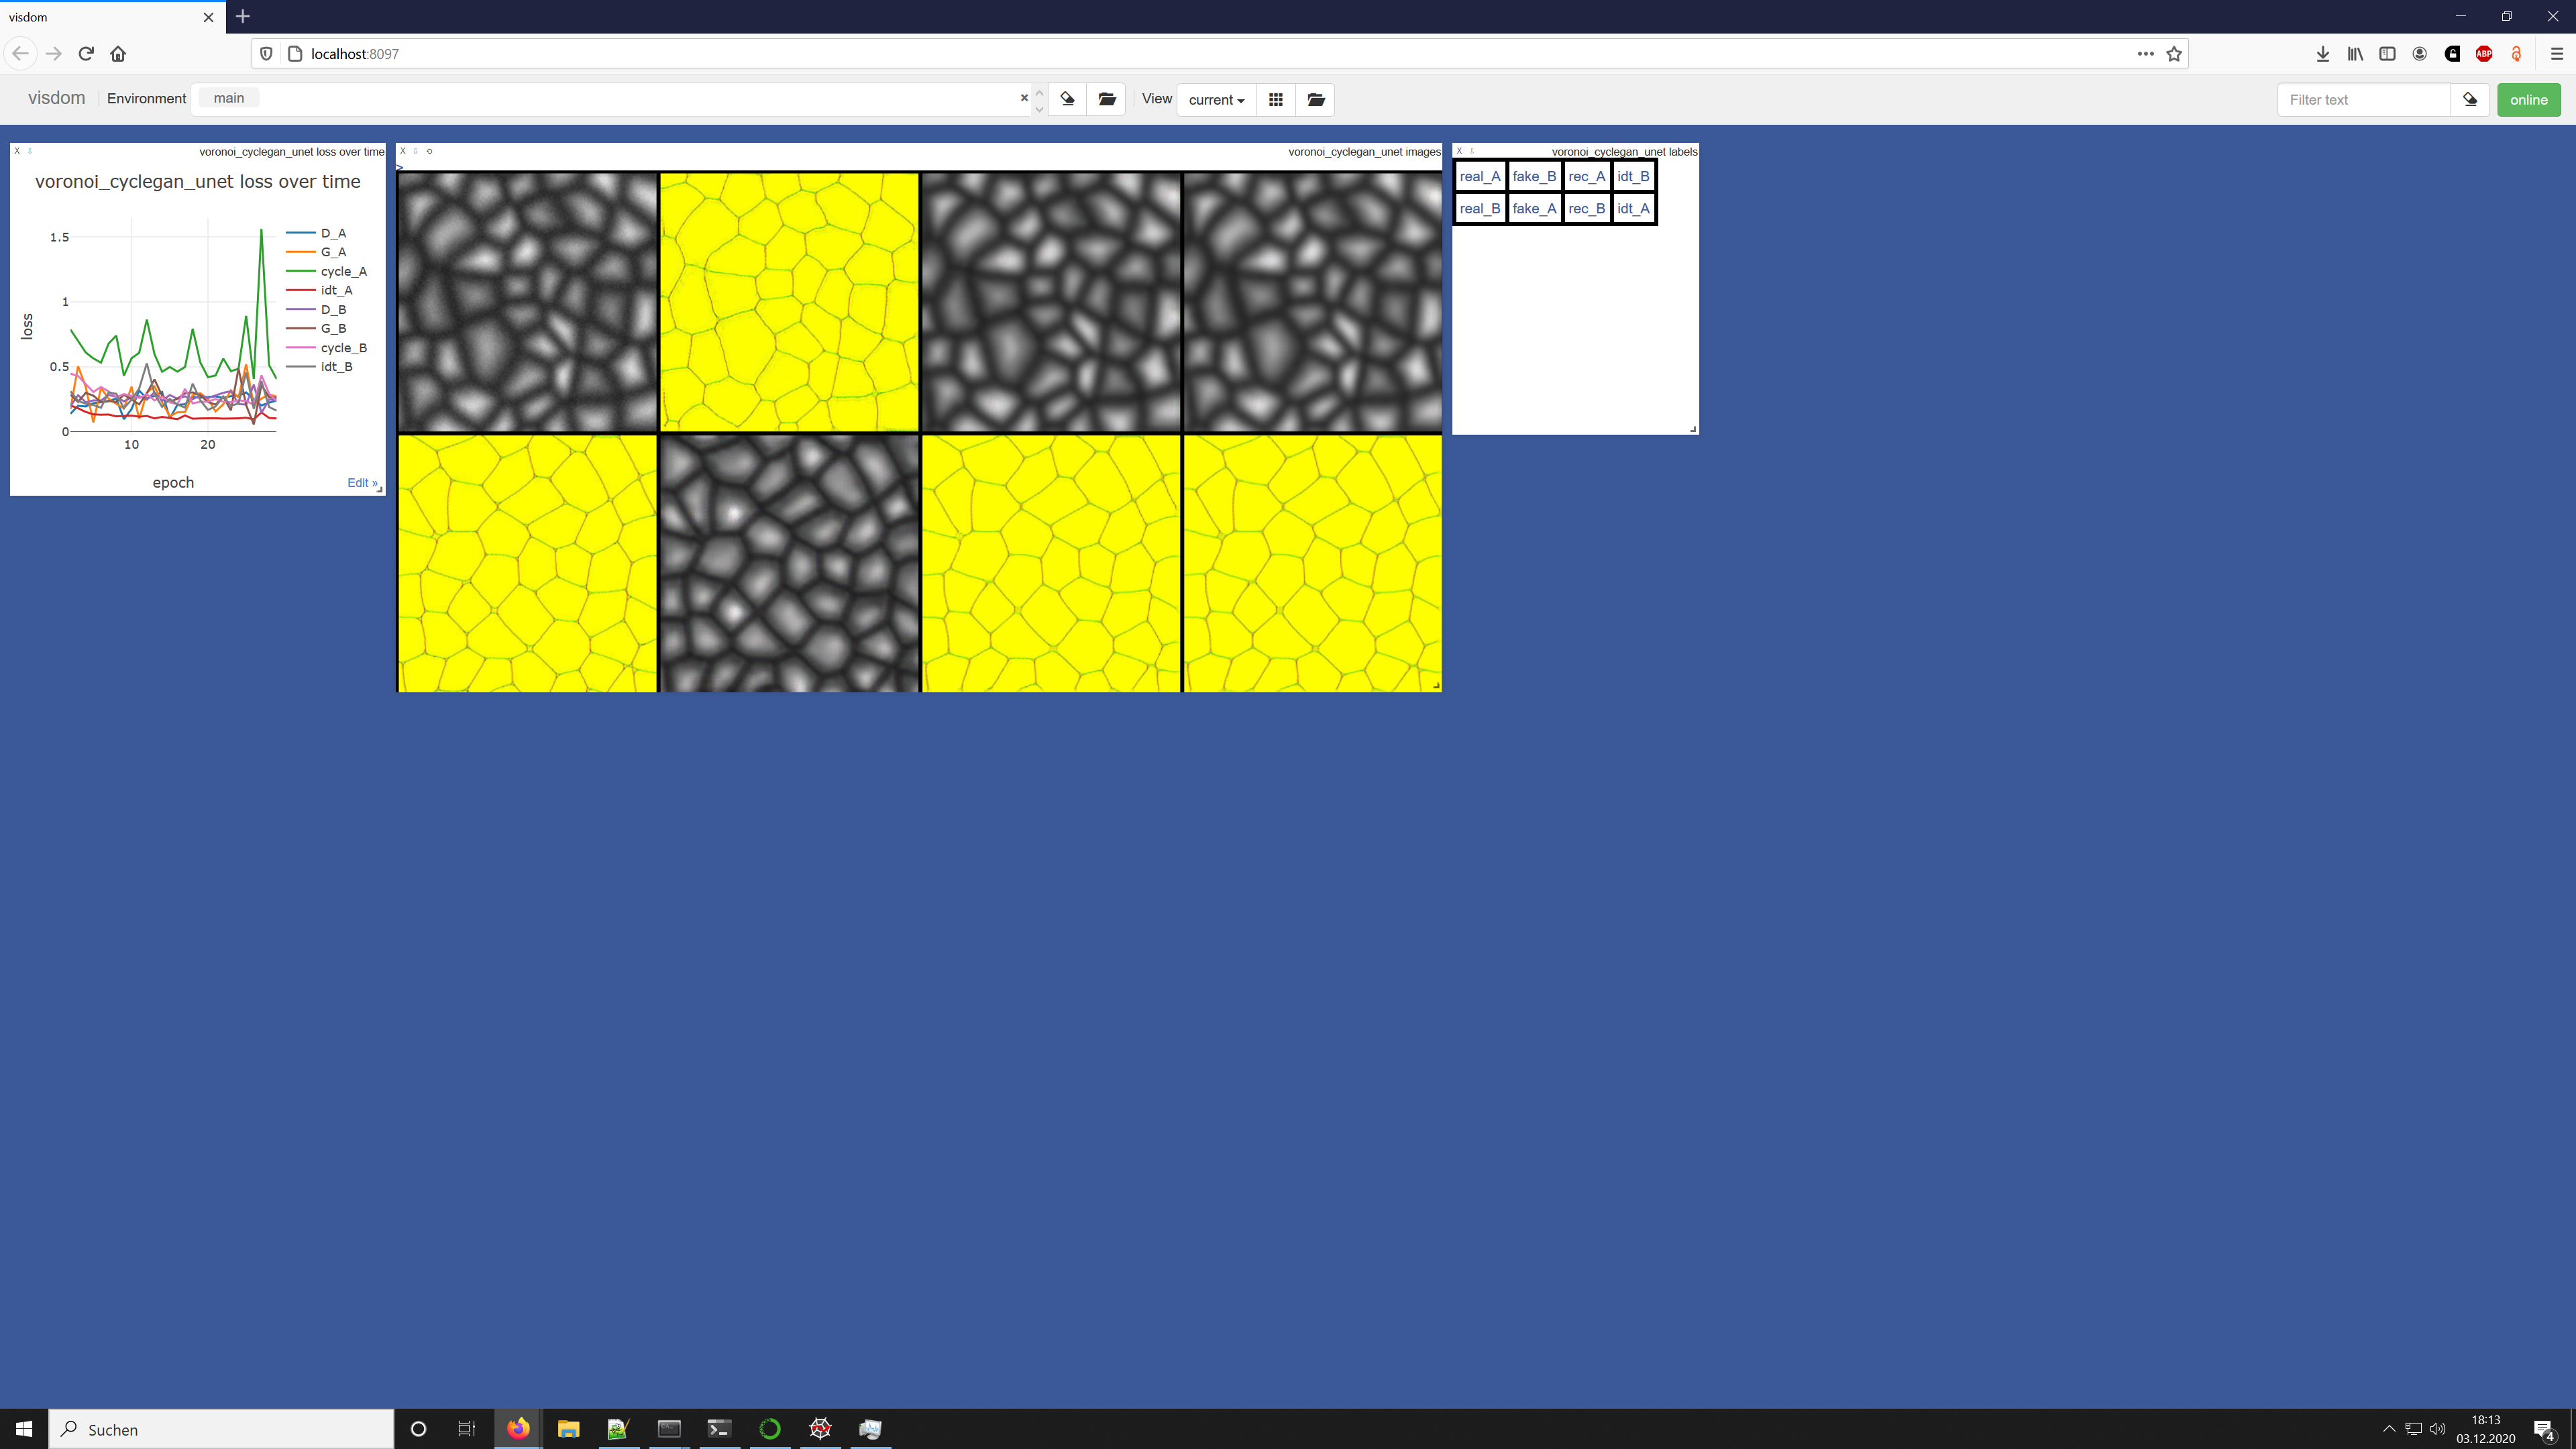 visdom
localhost:8097
visdom Environment main View current Filter text online
voronoi_cyclegan_unet loss over time
voronoi_cyclegan_unet loss over time
loss
1.5
1
0.5
0
10
20
epoch
D_A
G_A
cycle_A
idt_A
D_B
G_B
cycle_B
idt_B
Edit »
X
voronoi_cyclegan_unet images
>
X
voronoi_cyclegan_unet labels
real_A fake_B rec_A idt_B
real_B fake_A rec_B idt_A
Suchen
18:13
03.12.2020
4
ABP